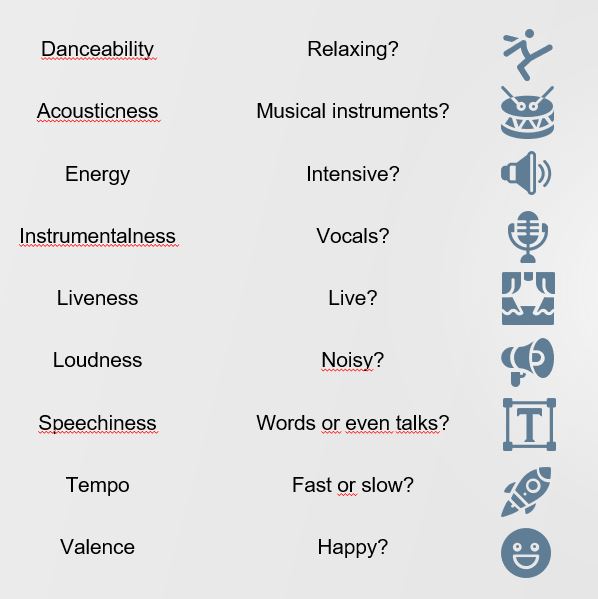 Danceability Relaxing?
Acousticness Musical instruments?
Energy Intensive?
Instrumentalness Vocals?
Liveness Live?
Loudness Noisy?
Speechiness Words or even talks? T
Tempo Fast or slow?
Valence Happy?